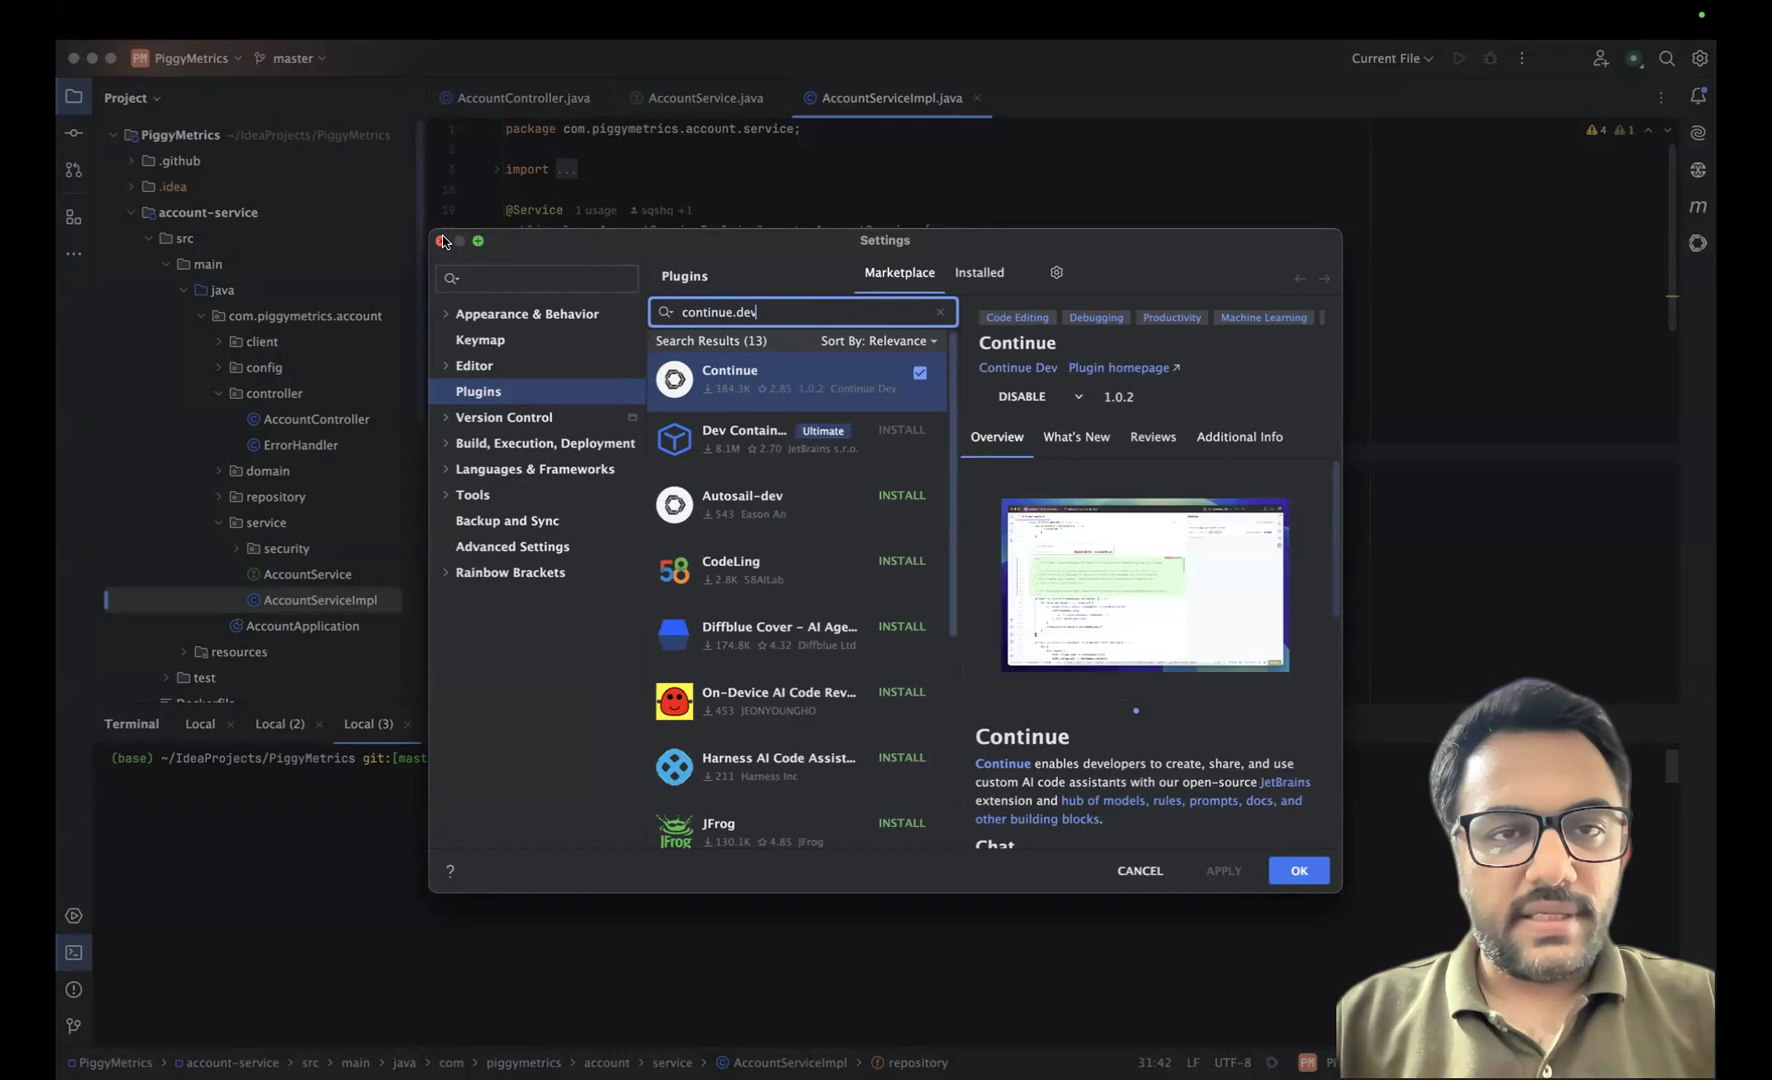 PM PiggyMetrics master
Current File
Project
AccountController.java
AccountService.java
AccountServiceImpl.java
PiggyMetrics ~/IdeaProjects/PiggyMetrics
.github
.idea
account-service
src
main
java
com.piggymetrics.account
client
config
controller
AccountController
ErrorHandler
domain
repository
service
security
AccountService
AccountServiceImpl
AccountApplication
resources
test
1 package com.piggymetrics.account.service;
2
3 import ...
18
19 @Service 1 usage sqshq +1
4 1
Settings
Appearance & Behavior
Keymap
Editor
Plugins
Version Control
Build, Execution, Deployment
Languages & Frameworks
Tools
Backup and Sync
Advanced Settings
Rainbow Brackets
Plugins
Marketplace
Installed
continue.dev
Search Results (13) Sort By: Relevance
Continue
384.3K 2.85 1.0.2 Continue Dev
Dev Contain... Ultimate INSTALL
8.1M 2.70 JetBrains s.r.o.
Autosail-dev INSTALL
543 Eason An
CodeLing INSTALL
2.8K 58AILab
Diffblue Cover – AI Age... INSTALL
174.8K 4.32 Diffblue Ltd
On-Device AI Code Rev... INSTALL
453 JEONYOUNGHO
Harness AI Code Assist... INSTALL
211 Harness Inc
JFrog INSTALL
130.1K 4.85 JFrog
Code Editing Debugging Productivity Machine Learning
Continue
Continue Dev Plugin homepage
DISABLE 1.0.2
Overview What's New Reviews Additional Info
Continue
Continue enables developers to create, share, and use
custom AI code assistants with our open-source JetBrains
extension and hub of models, rules, prompts, docs, and
other building blocks.
Chat
? CANCEL APPLY OK
Terminal Local Local (2) Local (3)
(base) ~/IdeaProjects/PiggyMetrics git:[mast
PiggyMetrics account-service src main java com piggymetrics account service AccountServiceImpl repository
31:42 LF UTF-8 PM